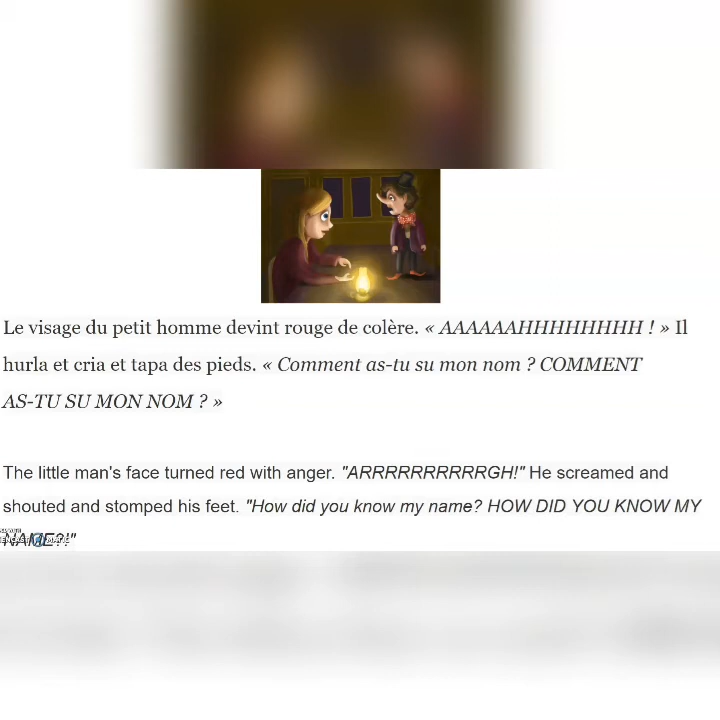 Le visage du petit homme devint rouge de colère. « AAAAAAHHHHHHHHH ! » Il
hurla et cria et tapa des pieds. « Comment as-tu su mon nom ? COMMENT
AS-TU SU MON NOM ? »
The little man's face turned red with anger. "ARRRRRRRRRRGH!" He screamed and
shouted and stomped his feet. "How did you know my name? HOW DID YOU KNOW MY
NAME?!"